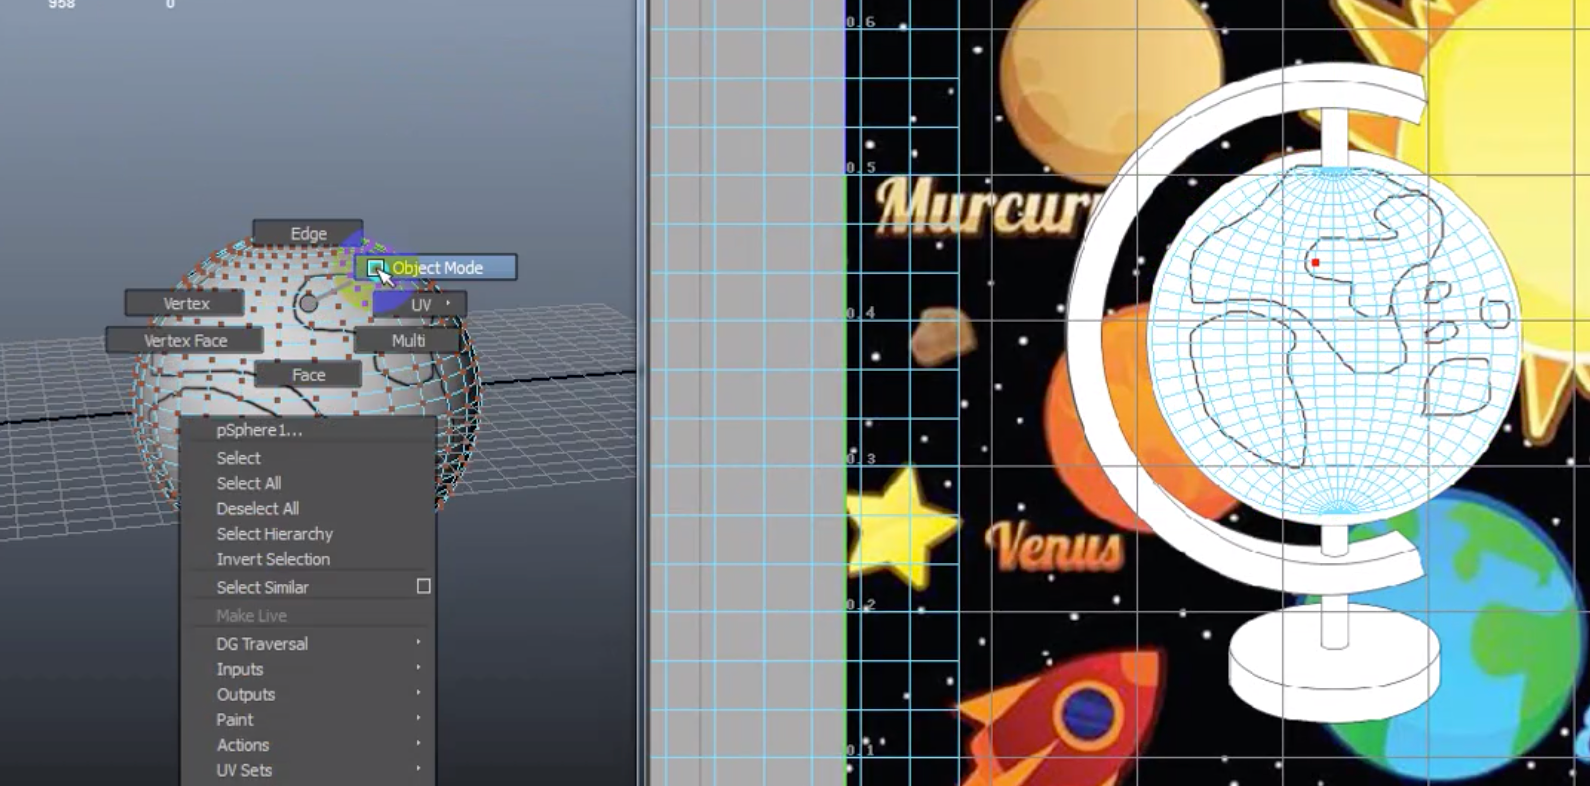 958 0
Edge
Object Mode
Vertex
UV
Vertex Face
Multi
Face
pSphere1...
Select
Select All
Deselect All
Select Hierarchy
Invert Selection
Select Similar
Make Live
DG Traversal
Inputs
Outputs
Paint
Actions
UV Sets
0.6
0.5
Murcur
0.4
0.3
Venus
0.2
0.1